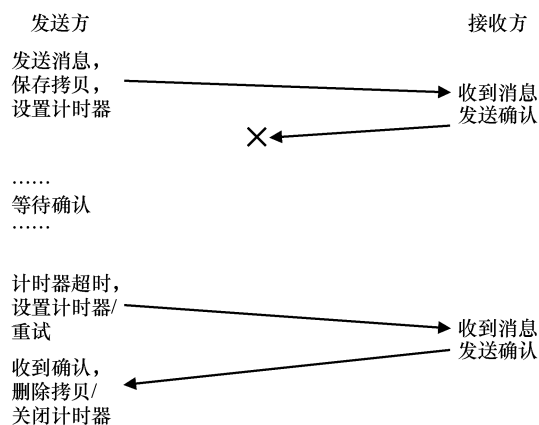 发送方
接收方
发送消息，
保存拷贝，
设置计时器
收到消息
发送确认
……
等待确认
……
计时器超时，
设置计时器/
重试
收到消息
发送确认
收到确认，
删除拷贝/
关闭计时器